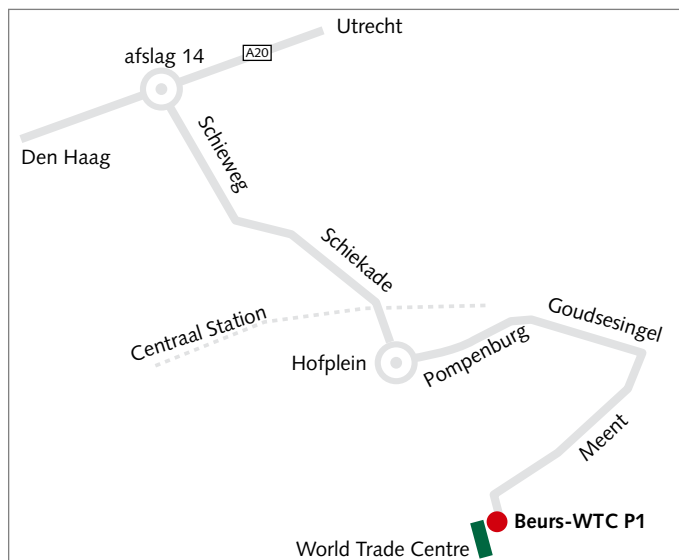 Utrecht
afslag 14
A20
Den Haag
Schieweg
Schiekade
Centraal Station
Goudsesingel
Hofplein
Pompenburg
Meent
Beurs-WTC P1
World Trade Centre